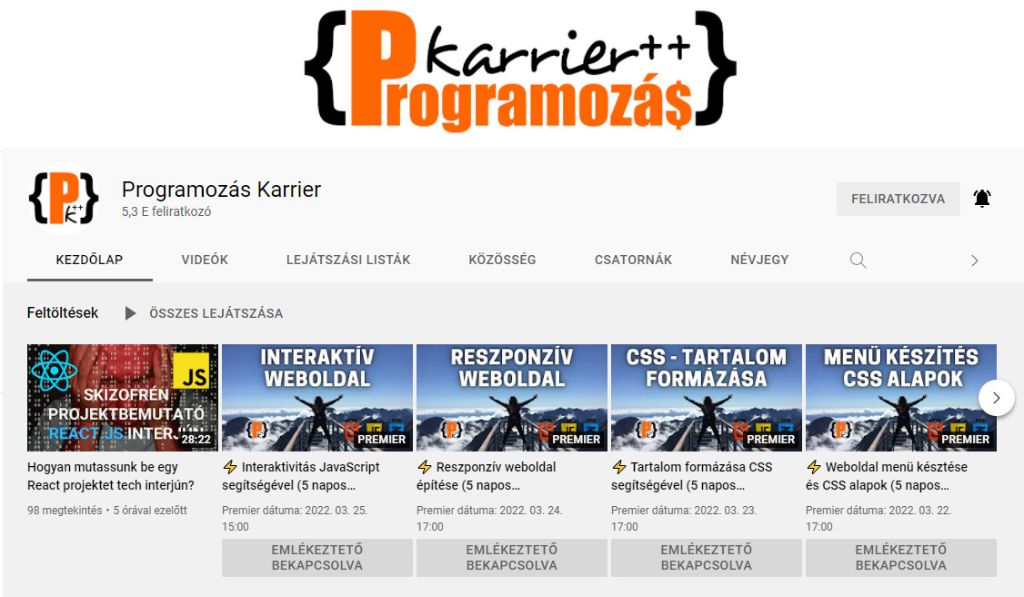 {Programozá$ karrier++}
{Pk++}
Programozás Karrier
5,3 E feliratkozó
FELIRATKOZVA
KEZDŐLAP VIDEÓK LEJÁTSZÁSI LISTÁK KÖZÖSSÉG CSATORNÁK NÉVJEGY
Feltöltések ÖSSZES LEJÁTSZÁSA
JS
SKIZOFRÉN
PROJEKTBEMUTATÓ
REACT JS INTERJÚN
28:22
Hogyan mutassunk be egy
React projektet tech interjún?
98 megtekintés • 5 órával ezelőtt
INTERAKTÍV
WEBOLDAL
PREMIER
⚡ Interaktivitás JavaScript
segítségével (5 napos...
Premier dátuma: 2022. 03. 25.
15:00
EMLÉKEZTETŐ
BEKAPCSOLVA
RESZPONZÍV
WEBOLDAL
PREMIER
⚡ Reszponzív weboldal
építése (5 napos...
Premier dátuma: 2022. 03. 24.
17:00
EMLÉKEZTETŐ
BEKAPCSOLVA
CSS - TARTALOM
FORMÁZÁSA
PREMIER
⚡ Tartalom formázása CSS
segítségével (5 napos...
Premier dátuma: 2022. 03. 23.
17:00
EMLÉKEZTETŐ
BEKAPCSOLVA
MENÜ KÉSZÍTÉS
CSS ALAPOK
PREMIER
⚡ Weboldal menü késztése
és CSS alapok (5 napos...
Premier dátuma: 2022. 03. 22.
17:00
EMLÉKEZTETŐ
BEKAPCSOLVA